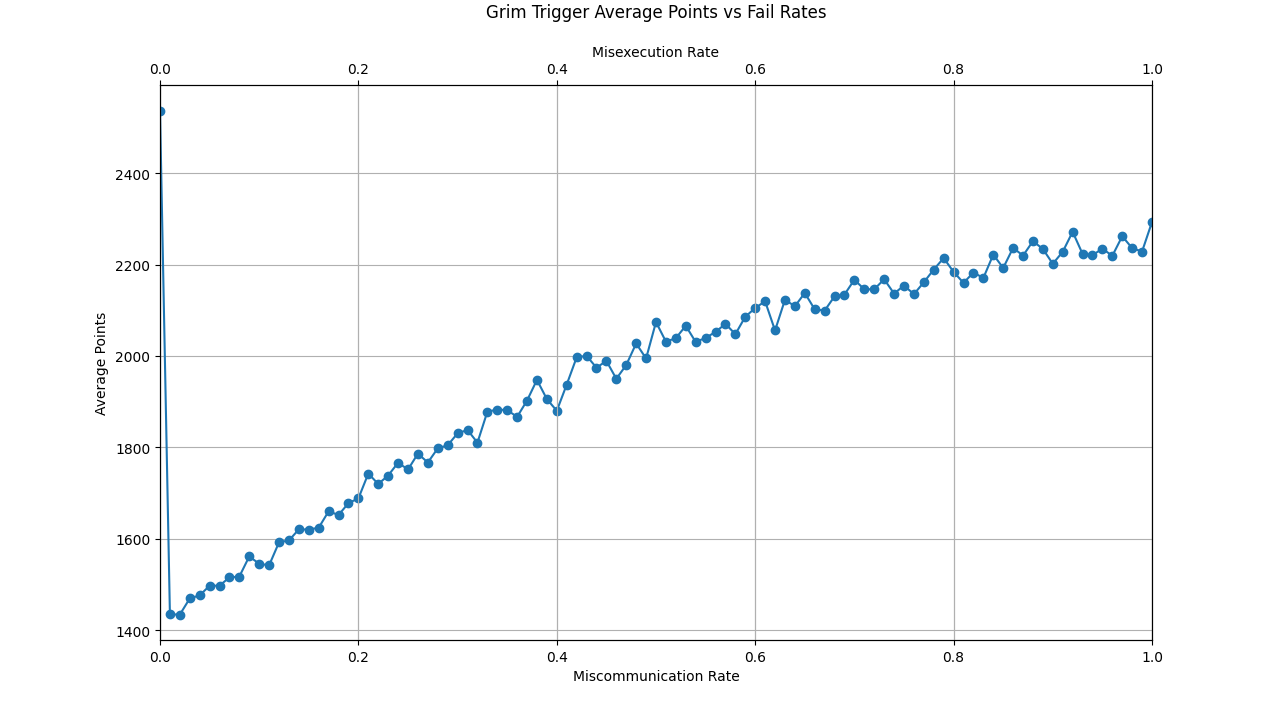 Grim Trigger Average Points vs Fail Rates
Misexecution Rate
0.0 0.2 0.4 0.6 0.8 1.0
2400
2200
2000
1800
1600
1400
Average Points
0.0 0.2 0.4 0.6 0.8 1.0
Miscommunication Rate